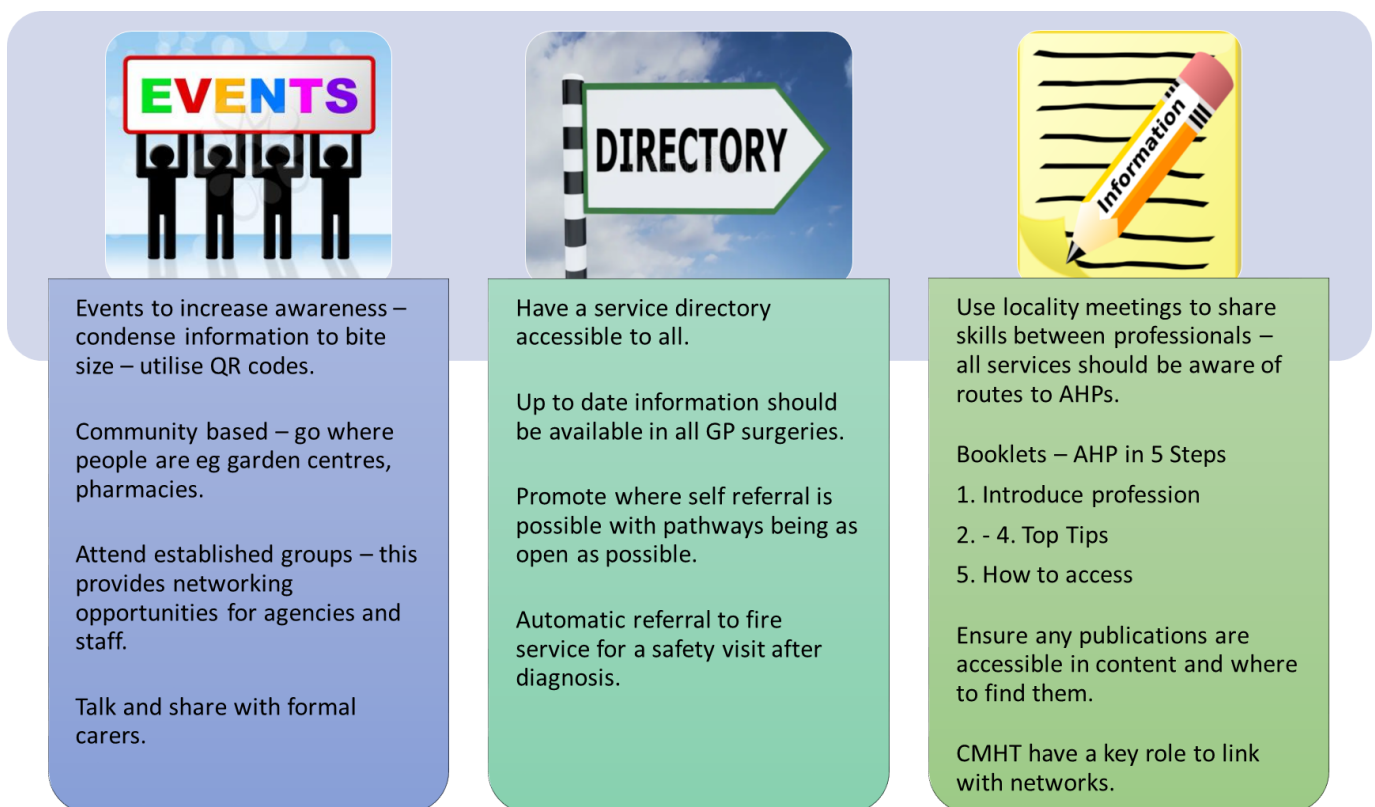 EVENTS
Events to increase awareness –
condense information to bite
size – utilise QR codes.
Community based – go where
people are eg garden centres,
pharmacies.
Attend established groups – this
provides networking
opportunities for agencies and
staff.
Talk and share with formal
carers.
DIRECTORY
Have a service directory
accessible to all.
Up to date information should
be available in all GP surgeries.
Promote where self referral is
possible with pathways being as
open as possible.
Automatic referral to fire
service for a safety visit after
diagnosis.
Information
Use locality meetings to share
skills between professionals –
all services should be aware of
routes to AHPs.
Booklets – AHP in 5 Steps
1. Introduce profession
2. - 4. Top Tips
5. How to access
Ensure any publications are
accessible in content and where
to find them.
CMHT have a key role to link
with networks.